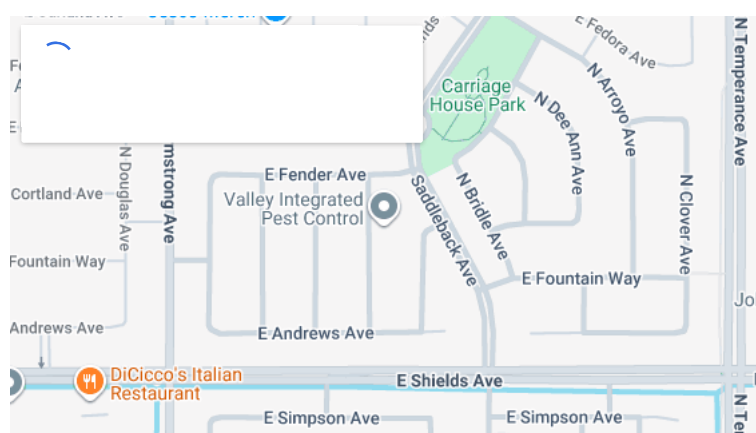 E Fedora Ave
N Temperance Ave
Carriage
House Park
N Arroyo Ave
N Dee Ann Ave
N Douglas Ave
E Fender Ave
Cortland Ave
Valley Integrated
Pest Control
Saddleback Ave
N Bridle Ave
N Clover Ave
Fountain Way
E Fountain Way
Jo
Andrews Ave
E Andrews Ave
DiCicco's Italian
Restaurant
E Shields Ave
E Simpson Ave
E Simpson Ave
N Te